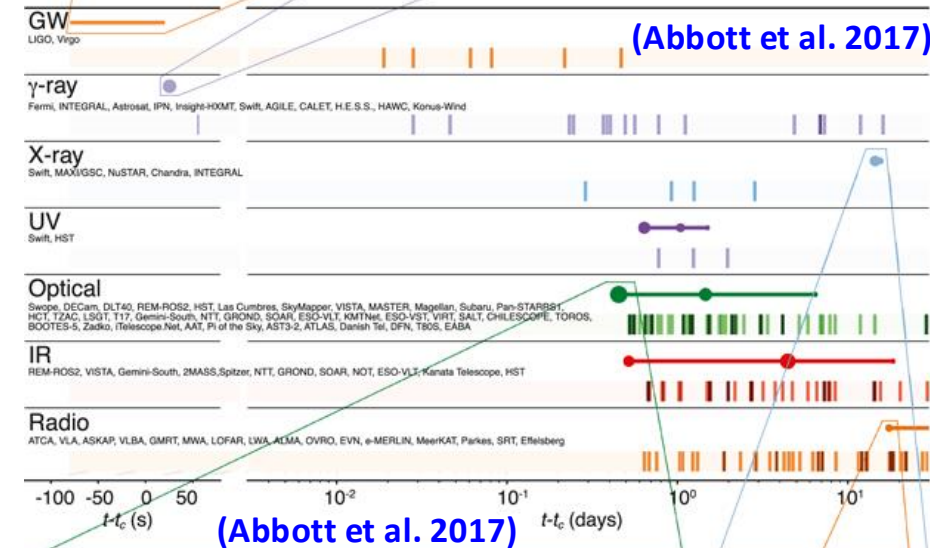 GW
LIGO, Virgo
(Abbott et al. 2017)
γ-ray
Fermi, INTEGRAL, Astrosat, IPN, Insight-HXMT, Swift, AGILE, CALET, H.E.S.S., HAWC, Konus-Wind
X-ray
Swift, MAXI/GSC, NuSTAR, Chandra, INTEGRAL
UV
Swift, HST
Optical
Swope, DECam, DLT40, REM-ROS2, HST, Las Cumbres, SkyMapper, VISTA, MASTER, Magellan, Subaru, Pan-STARRS1,
HCT, TZAC, LSGT, T17, Gemini-South, NTT, GROND, SOAR, ESO-VLT, KMTNet, ESO-VST, VIRT, SALT, CHILESCOPE, TOROS,
BOOTES-5, Zadko, iTelescope.Net, AAT, Pi of the Sky, AST3-2, ATLAS, Danish Tel, DFN, T80S, EABA
IR
REM-ROS2, VISTA, Gemini-South, 2MASS,Spitzer, NTT, GROND, SOAR, NOT, ESO-VLT, Kanata Telescope, HST
Radio
ATCA, VLA, ASKAP, VLBA, GMRT, MWA, LOFAR, LWA, ALMA, OVRO, EVN, e-MERLIN, MeerKAT, Parkes, SRT, Effelsberg
-100 -50 0 50 10⁻² 10⁻¹ 10⁰ 10¹
t-tc (s) t-tc (days)
(Abbott et al. 2017)